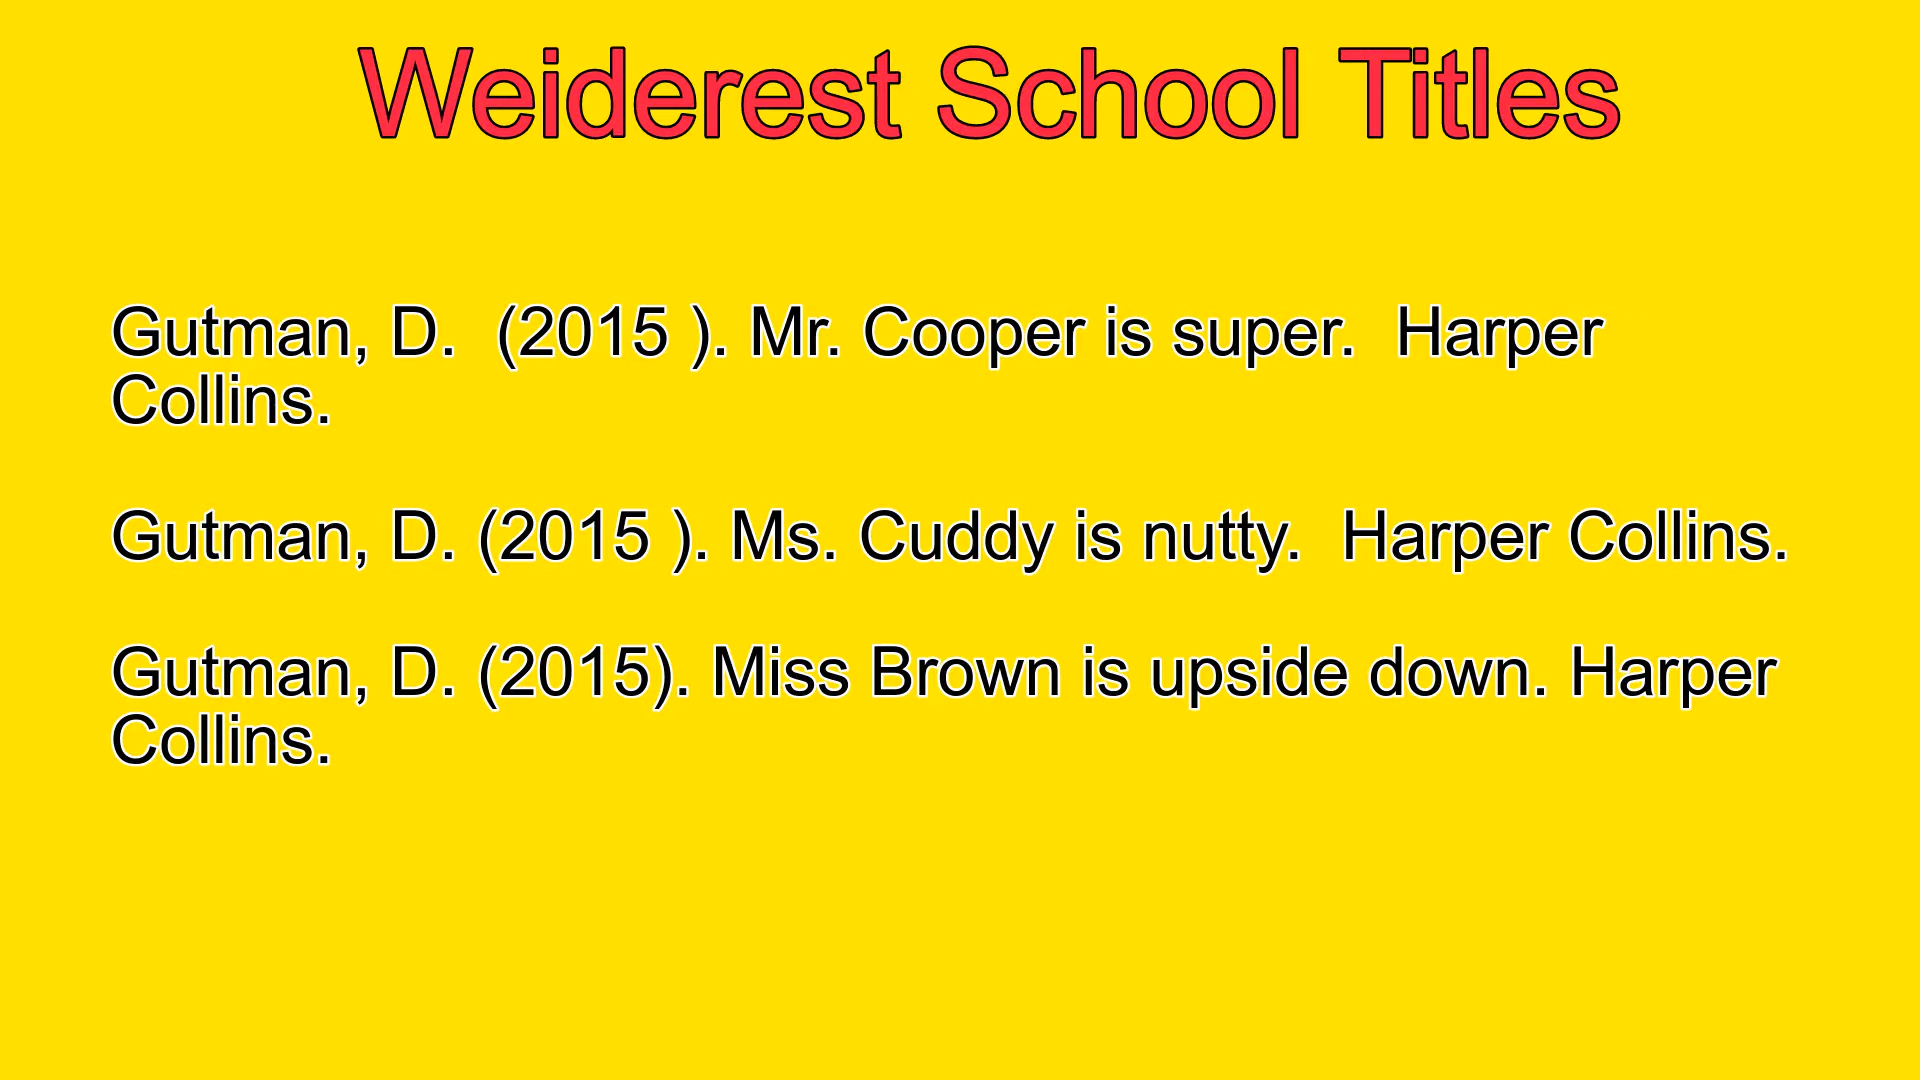 Weiderest School Titles
Gutman, D.  (2015 ). Mr. Cooper is super.  Harper
Collins.
Gutman, D. (2015 ). Ms. Cuddy is nutty.  Harper Collins.
Gutman, D. (2015). Miss Brown is upside down. Harper
Collins.